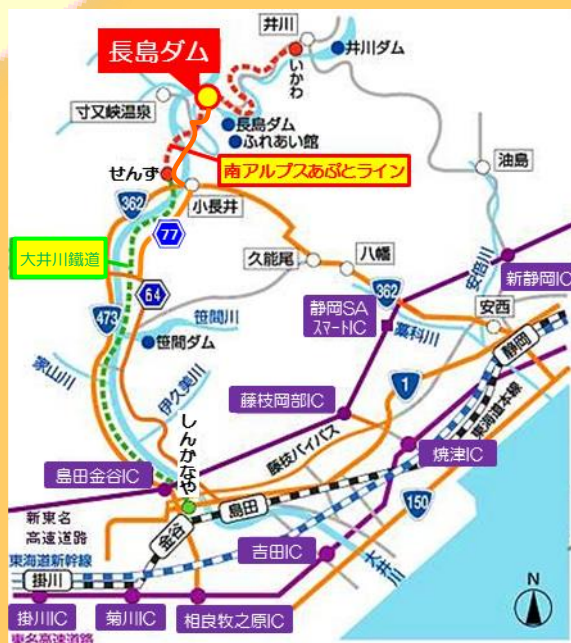 井川
長島ダム
井川ダム
いかわ
寸又峡温泉
長島ダム
ふれあい館
油島
せんず
南アルプスあぷとライン
362
小長井
77
大井川鐵道
久能尾
八幡
安倍川
新静岡IC
64
362
静岡SA
スマートIC
安西
473
笹間川
藁科川
静岡
笹間ダム
家山川
伊久美川
1
東海道本線
藤枝岡部IC
しんかなや
藤枝バイパス
焼津IC
島田金谷IC
150
新東名
高速道路
島田
金谷
大井川
東海道新幹線
吉田IC
掛川
N
掛川IC
菊川IC
相良牧之原IC
東名高速道路